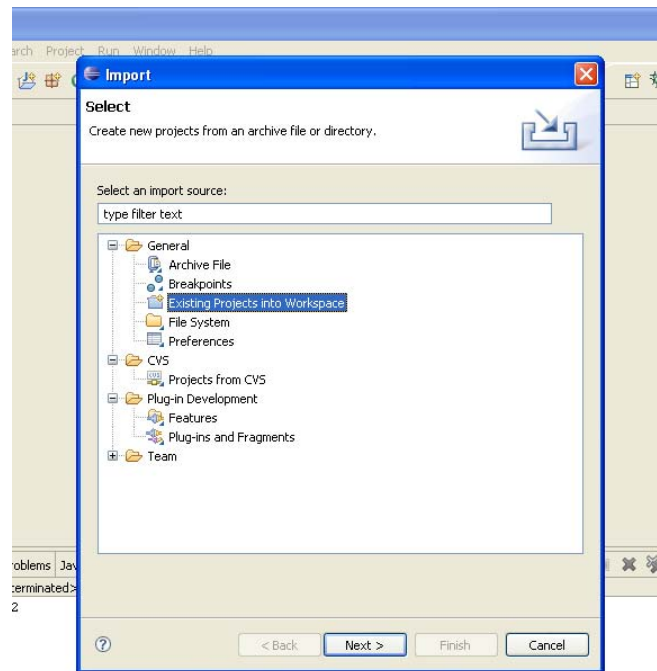 arch Project Run Window Help
Import
Select
Create new projects from an archive file or directory.
Select an import source:
type filter text
General
Archive File
Breakpoints
Existing Projects into Workspace
File System
Preferences
CVS
Projects from CVS
Plug-in Development
Features
Plug-ins and Fragments
Team
roblems Jav
terminated>
2
< Back Next > Finish Cancel